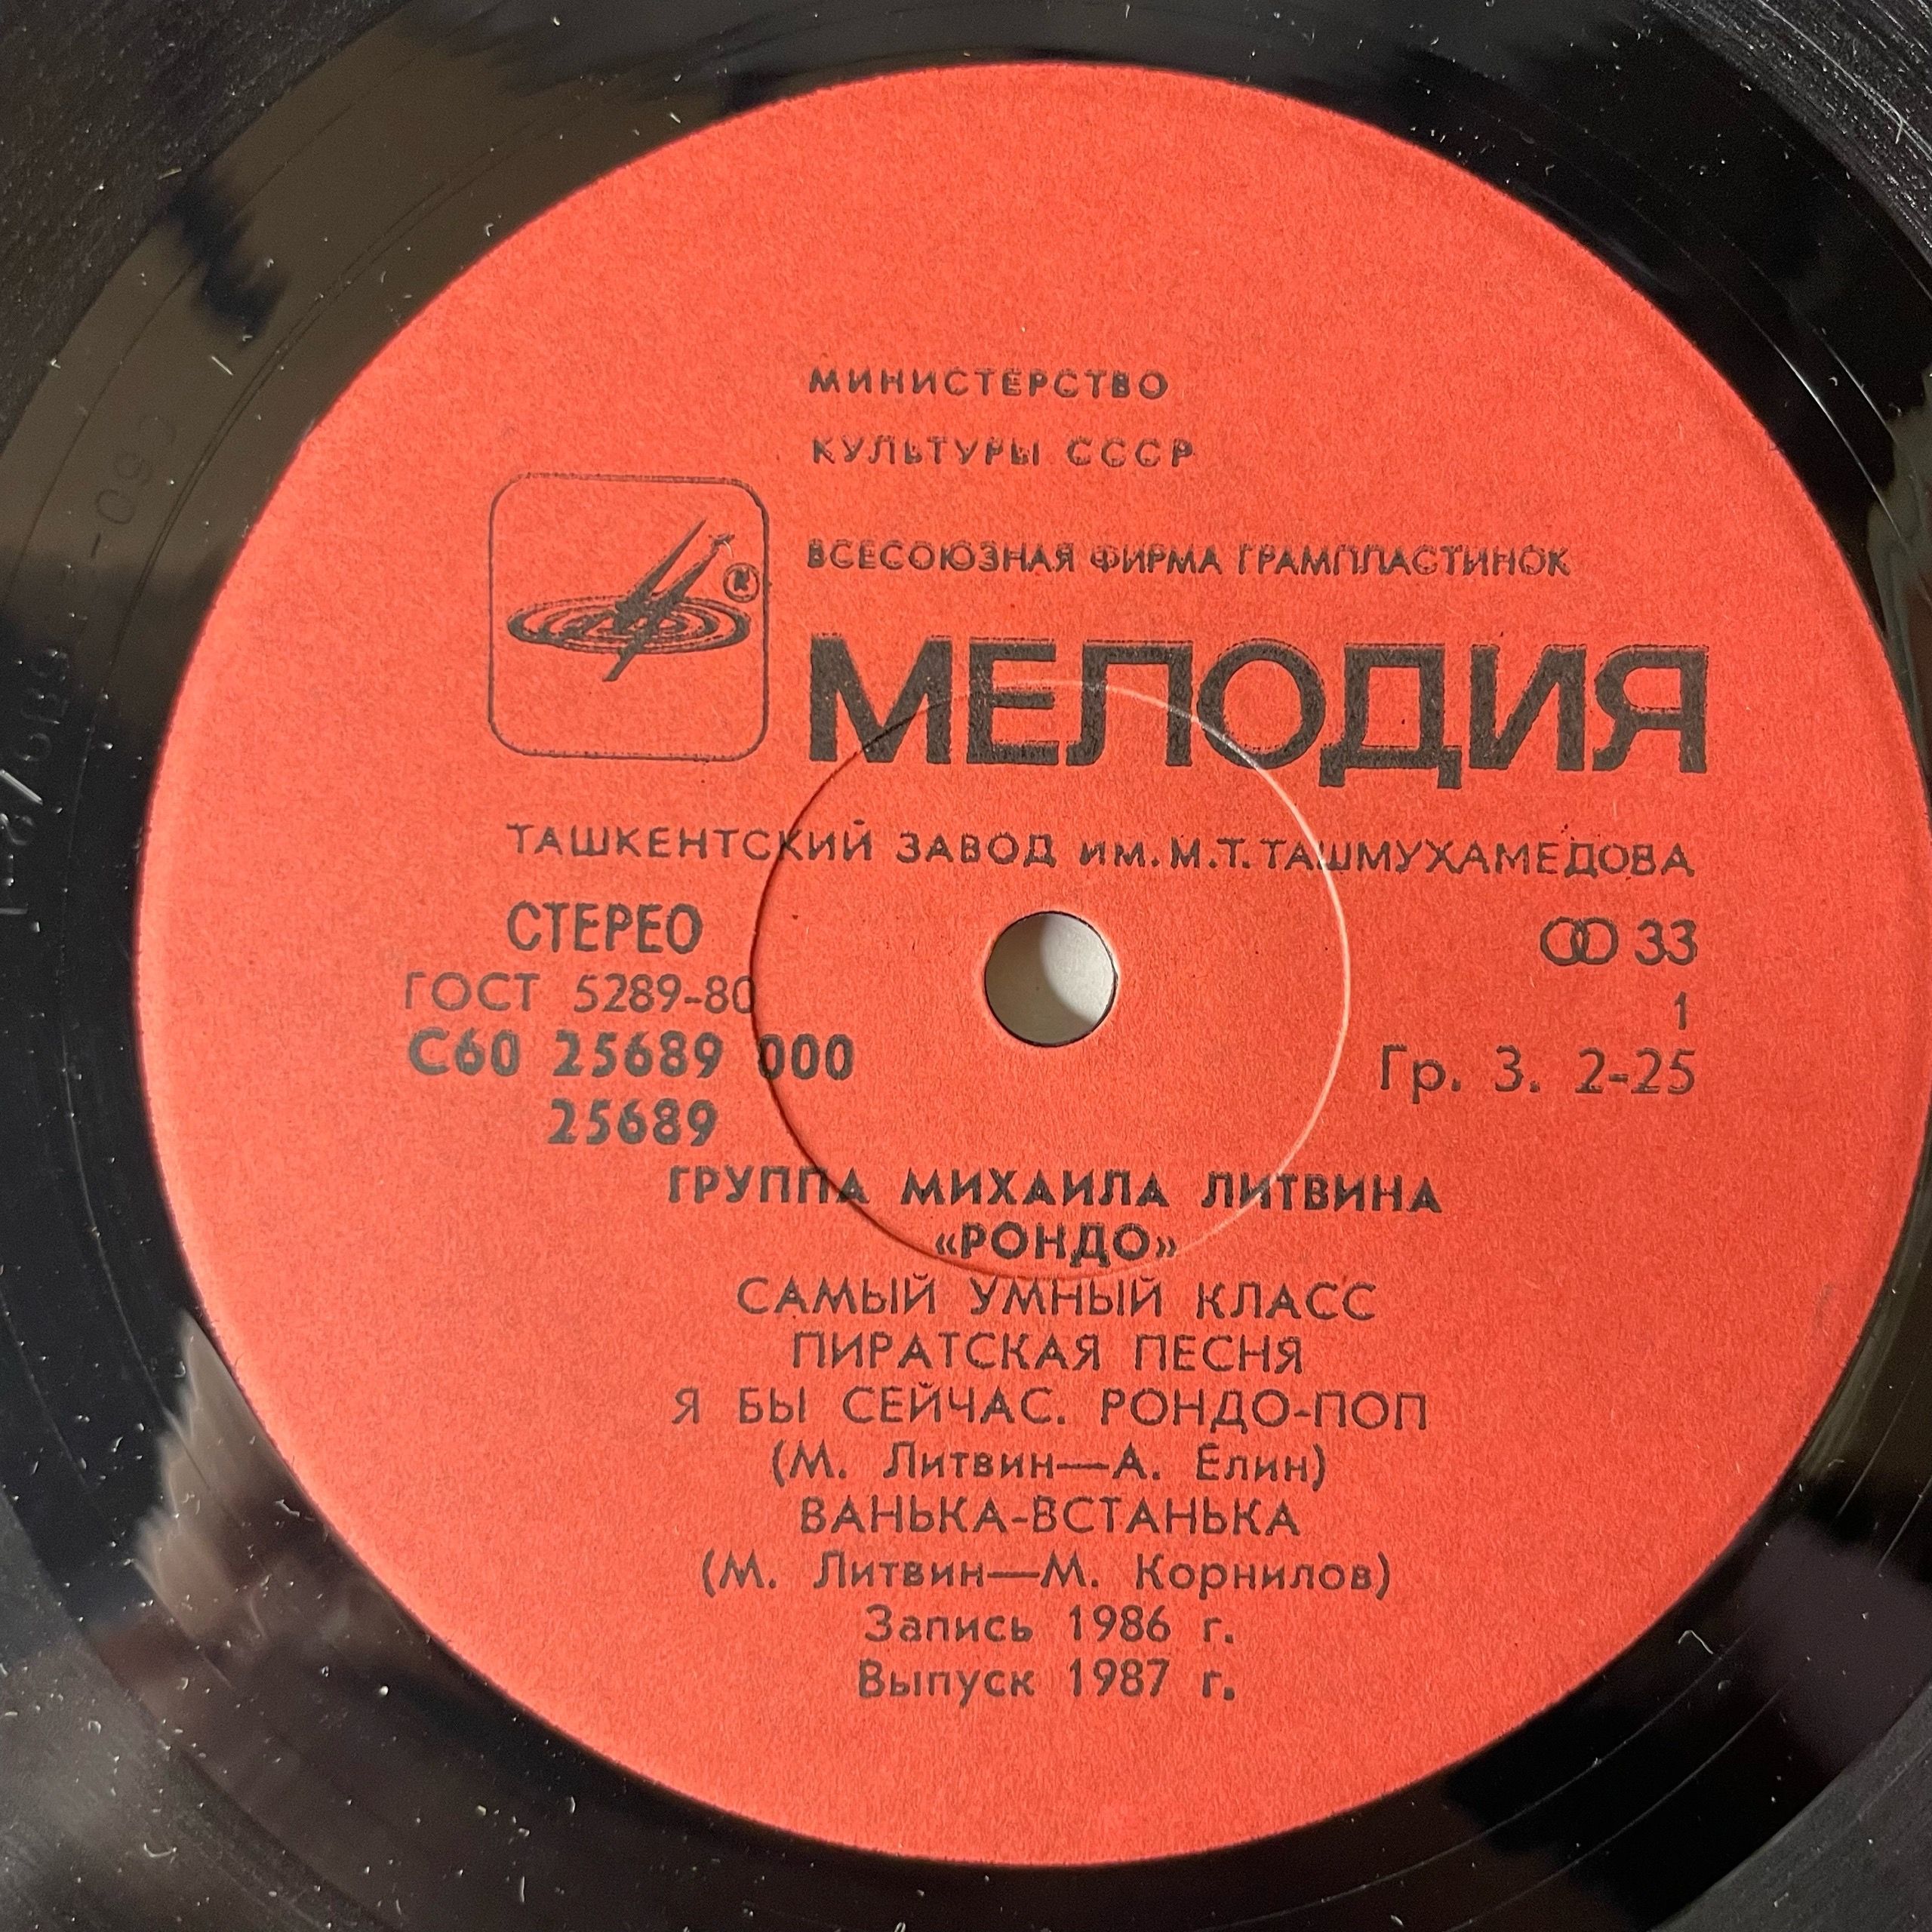 МИНИСТЕРСТВО
КУЛЬТУРЫ СССР
ВСЕСОЮЗНАЯ ФИРМА ГРАМПЛАСТИНОК
®
МЕЛОДИЯ
ТАШКЕНТСКИЙ ЗАВОД им. М.Т. ТАШМУХАМЕДОВА
СТЕРЕО 33
ГОСТ 5289-80 1
С60 25689 000 Гр. 3. 2-25
25689
ГРУППА МИХАИЛА ЛИТВИНА
«РОНДО»
САМЫЙ УМНЫЙ КЛАСС
ПИРАТСКАЯ ПЕСНЯ
Я БЫ СЕЙЧАС. РОНДО-ПОП
(М. Литвин—А. Елин)
ВАНЬКА-ВСТАНЬКА
(М. Литвин—М. Корнилов)
Запись 1986 г.
Выпуск 1987 г.